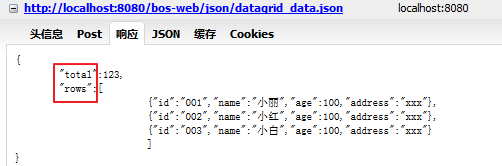 http://localhost:8080/bos-web/json/datagrid_data.json localhost:8080
头信息 Post 响应 JSON 缓存 Cookies
{
"total":123,
"rows":[
{"id":"001","name":"小丽","age":100,"address":"xxx"},
{"id":"002","name":"小红","age":100,"address":"xxx"},
{"id":"003","name":"小白","age":100,"address":"xxx"}
]
}